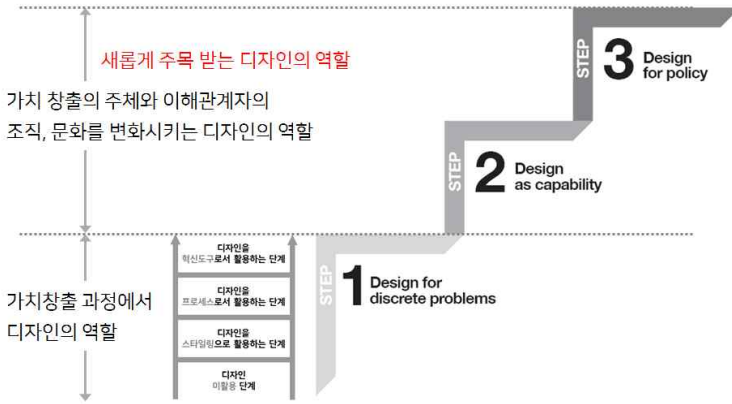 새롭게 주목 받는 디자인의 역할
가치 창출의 주체와 이해관계자의
조직, 문화를 변화시키는 디자인의 역할
STEP
3
Design
for policy
STEP
2
Design
as capability
가치창출 과정에서
디자인의 역할
디자인을
혁신도구로서 활용하는 단계
디자인을
프로세스로서 활용하는 단계
디자인을
스타일링으로 활용하는 단계
디자인
미활용 단계
STEP
1
Design for
discrete problems